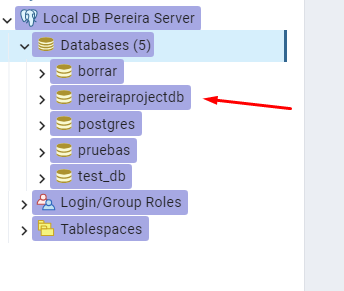 Local DB Pereira Server
Databases (5)
borrar
pereiraprojectdb
postgres
pruebas
test_db
Login/Group Roles
Tablespaces